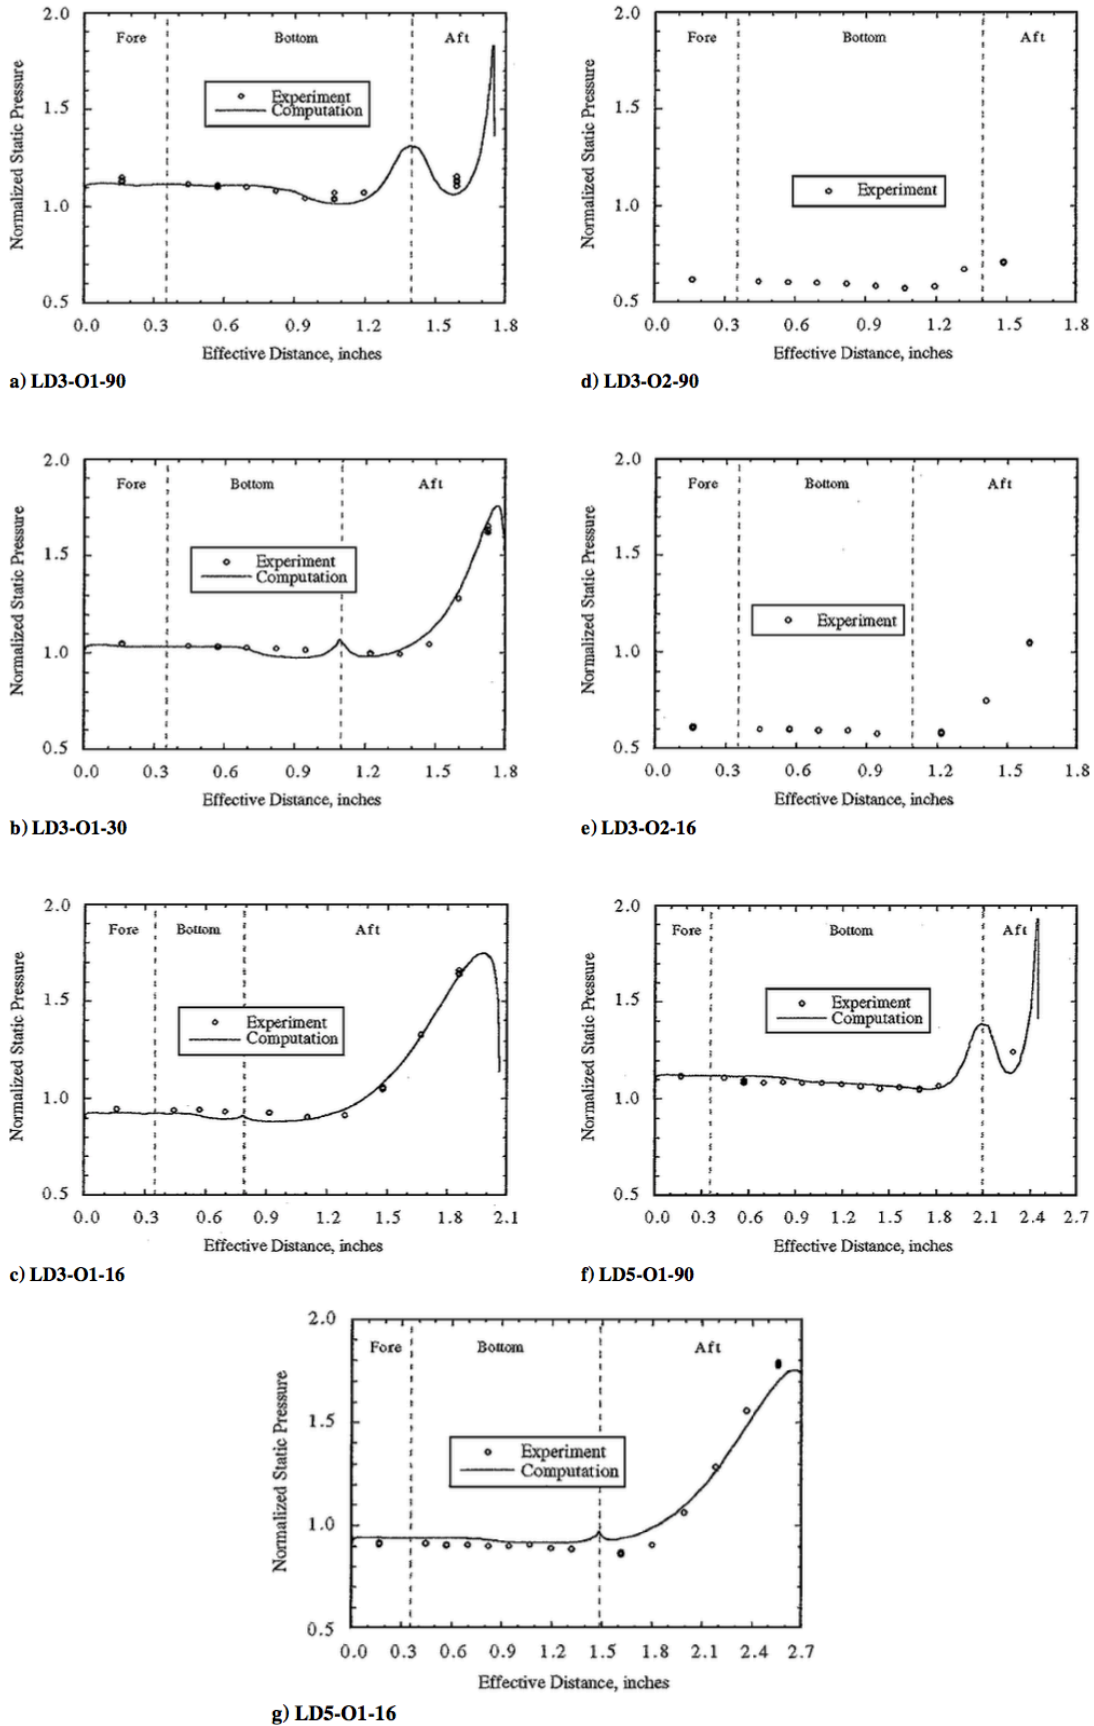 2.0
Fore Bottom Aft
Experiment
Computation
1.5
1.0
0.5
Normalized Static Pressure
0.0 0.3 0.6 0.9 1.2 1.5 1.8
Effective Distance, inches
a) LD3-O1-90
2.0
Fore Bottom Aft
1.5
Experiment
1.0
0.5
Normalized Static Pressure
0.0 0.3 0.6 0.9 1.2 1.5 1.8
Effective Distance, inches
d) LD3-O2-90
2.0
Fore Bottom Aft
1.5
Experiment
Computation
1.0
0.5
Normalized Static Pressure
0.0 0.3 0.6 0.9 1.2 1.5 1.8
Effective Distance, inches
b) LD3-O1-30
2.0
Fore Bottom Aft
1.5
Experiment
1.0
0.5
Normalized Static Pressure
0.0 0.3 0.6 0.9 1.2 1.5 1.8
Effective Distance, inches
e) LD3-O2-16
2.0
Fore Bottom Aft
1.5
Experiment
Computation
1.0
0.5
Normalized Static Pressure
0.0 0.3 0.6 0.9 1.2 1.5 1.8 2.1
Effective Distance, inches
c) LD3-O1-16
2.0
Fore Bottom Aft
1.5
Experiment
Computation
1.0
0.5
Normalized Static Pressure
0.0 0.3 0.6 0.9 1.2 1.5 1.8 2.1 2.4 2.7
Effective Distance, inches
f) LD5-O1-90
2.0
Fore Bottom Aft
1.5
Experiment
Computation
1.0
0.5
Normalized Static Pressure
0.0 0.3 0.6 0.9 1.2 1.5 1.8 2.1 2.4 2.7
Effective Distance, inches
g) LD5-O1-16